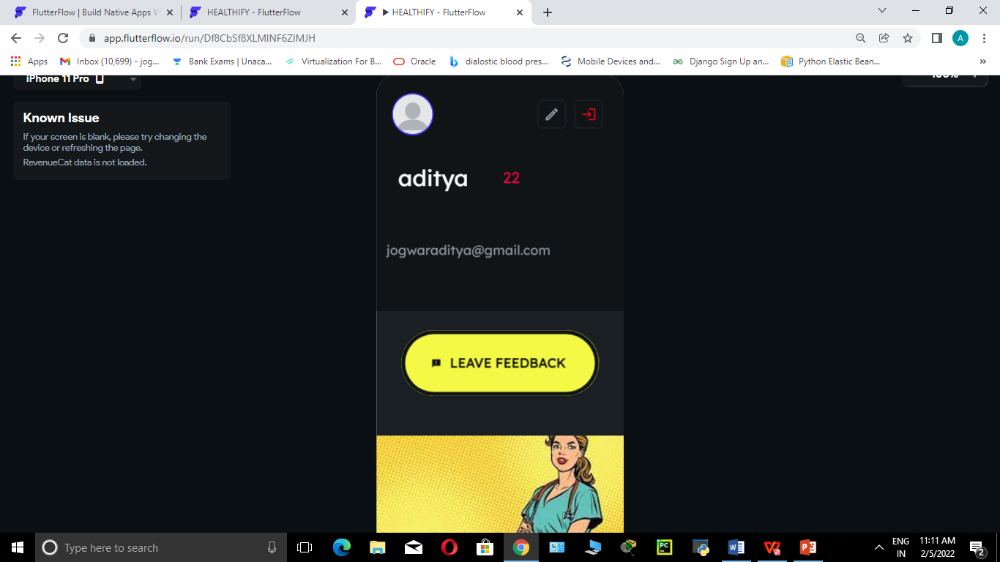 FlutterFlow | Build Native Apps Vi
HEALTHIFY - FlutterFlow
▶ HEALTHIFY - FlutterFlow
app.flutterflow.io/run/Df8CbSf8XLMINF6ZIMJH
A
Apps
Inbox (10,699) - jog...
Bank Exams | Unaca...
Virtualization For B...
Oracle
dialostic blood pres...
Mobile Devices and...
Django Sign Up an...
Python Elastic Bean...
»
iPhone 11 Pro
100%
Known Issue
If your screen is blank, please try changing the
device or refreshing the page.
RevenueCat data is not loaded.
aditya 22
jogwaraditya@gmail.com
LEAVE FEEDBACK
Type here to search
PC
ENG
IN
11:11 AM
2/5/2022
2